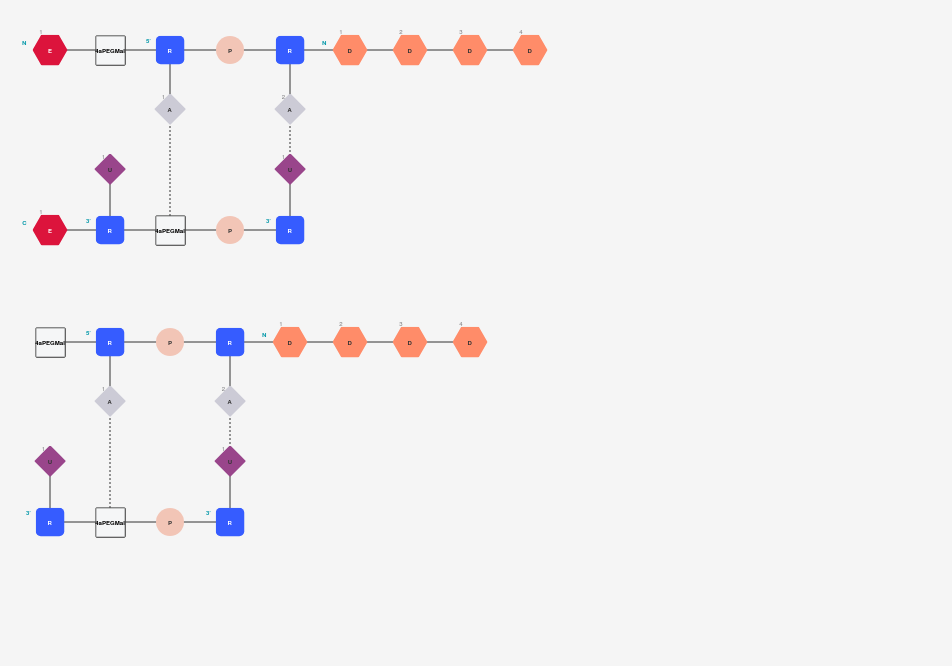 1 1 2 3 4
N E 4aPEGMal 5' R P R N D D D D
1 2
A A
1 1
U U
1
C E 3' R 4aPEGMal P 3' R
1 2 3 4
4aPEGMal 5' R P R N D D D D
1 2
A A
1 1
U U
3' R 4aPEGMal P 3' R